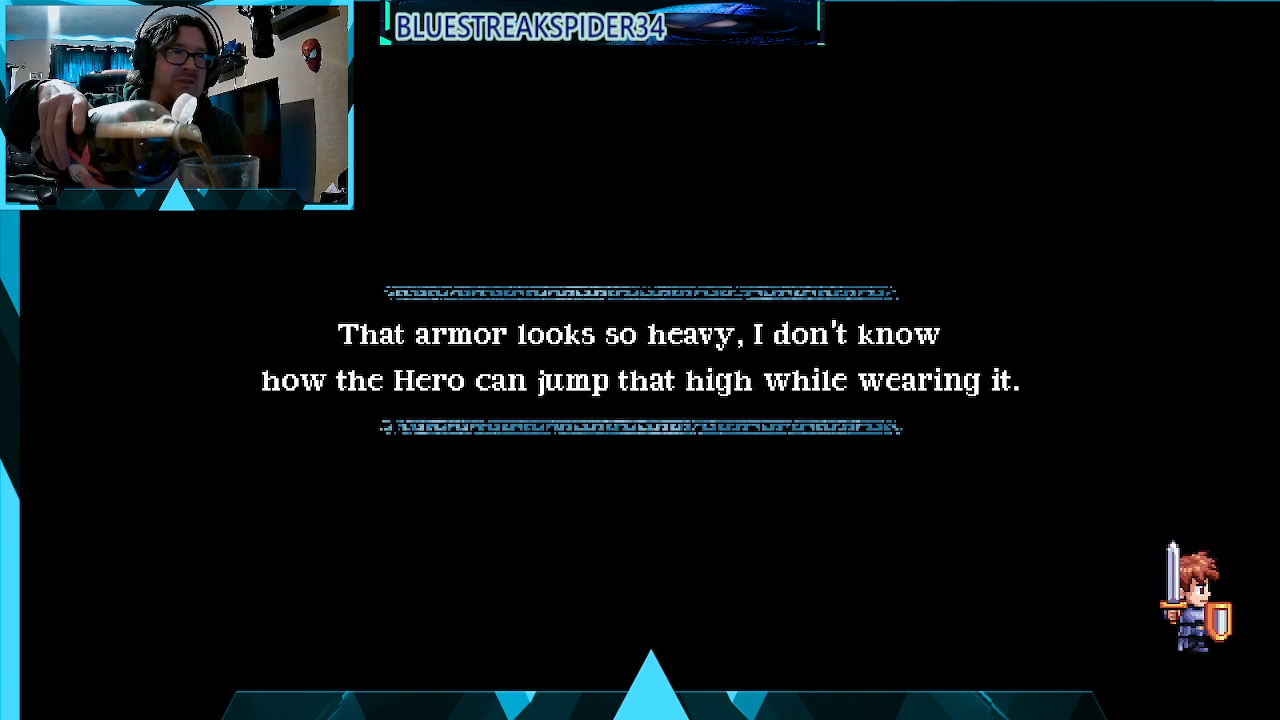 BLUESTREAKSPIDER34
That armor looks so heavy, I don't know
how the Hero can jump that high while wearing it.